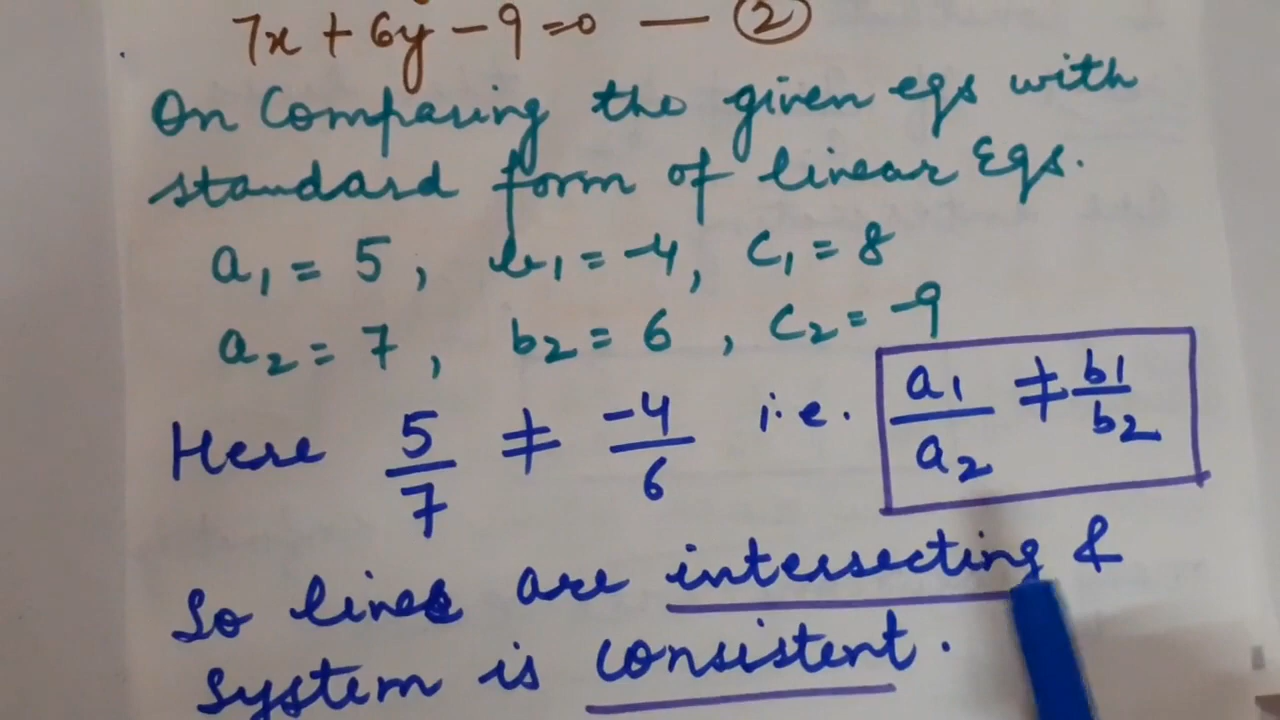 7x + 6y - 9 = 0 — ②
On Comparing the given eqs with
standard form of linear Eqs.
a₁ = 5, b₁ = -4, c₁ = 8
a₂ = 7, b₂ = 6, c₂ = -9
Here 5/7 ≠ -4/6 i.e. a₁/a₂ ≠ b₁/b₂
So lines are intersecting &
system is consistent.